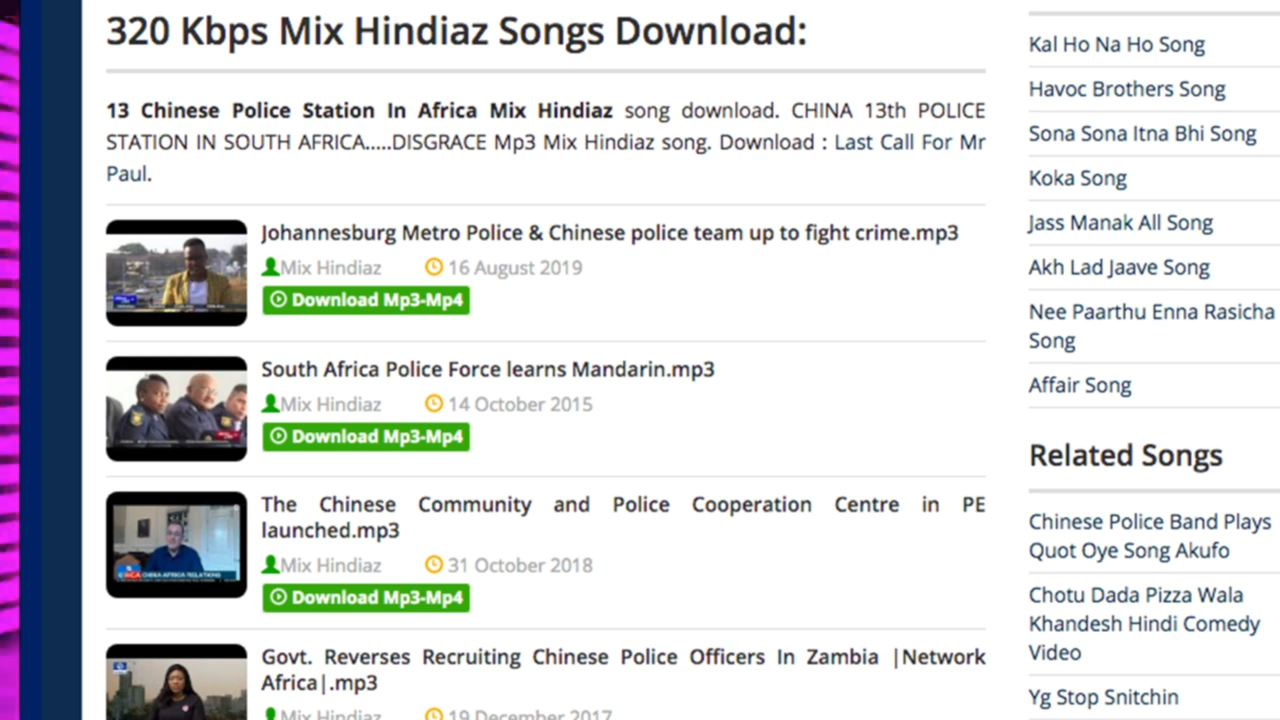 320 Kbps Mix Hindiaz Songs Download:
13 Chinese Police Station In Africa Mix Hindiaz song download. CHINA 13th POLICE
STATION IN SOUTH AFRICA.....DISGRACE Mp3 Mix Hindiaz song. Download : Last Call For Mr
Paul.
Johannesburg Metro Police & Chinese police team up to fight crime.mp3
Mix Hindiaz 16 August 2019
Download Mp3-Mp4
South Africa Police Force learns Mandarin.mp3
Mix Hindiaz 14 October 2015
Download Mp3-Mp4
The Chinese Community and Police Cooperation Centre in PE
launched.mp3
CHINA AFRICA RELATIONS
Mix Hindiaz 31 October 2018
Download Mp3-Mp4
Govt. Reverses Recruiting Chinese Police Officers In Zambia |Network
Africa|.mp3
Mix Hindiaz 19 December 2017
Kal Ho Na Ho Song
Havoc Brothers Song
Sona Sona Itna Bhi Song
Koka Song
Jass Manak All Song
Akh Lad Jaave Song
Nee Paarthu Enna Rasicha
Song
Affair Song
Related Songs
Chinese Police Band Plays
Quot Oye Song Akufo
Chotu Dada Pizza Wala
Khandesh Hindi Comedy
Video
Yg Stop Snitchin